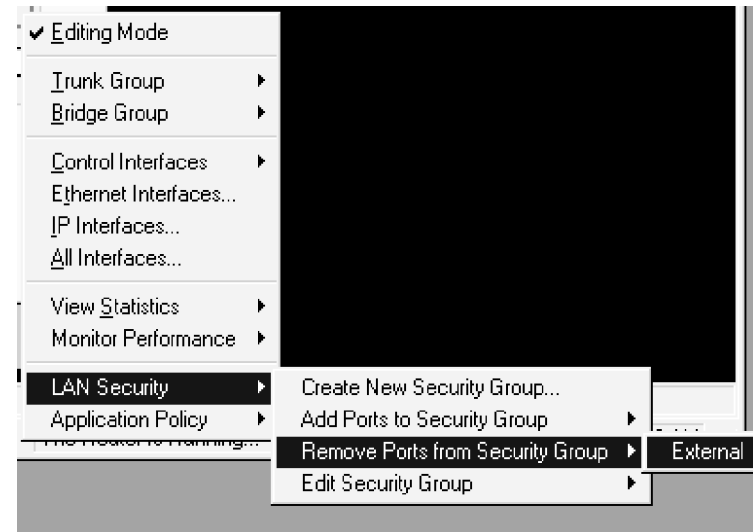 Editing Mode
Trunk Group
Bridge Group
Control Interfaces
Ethernet Interfaces...
IP Interfaces...
All Interfaces...
View Statistics
Monitor Performance
LAN Security
Application Policy
Create New Security Group...
Add Ports to Security Group
Remove Ports from Security Group
Edit Security Group
External